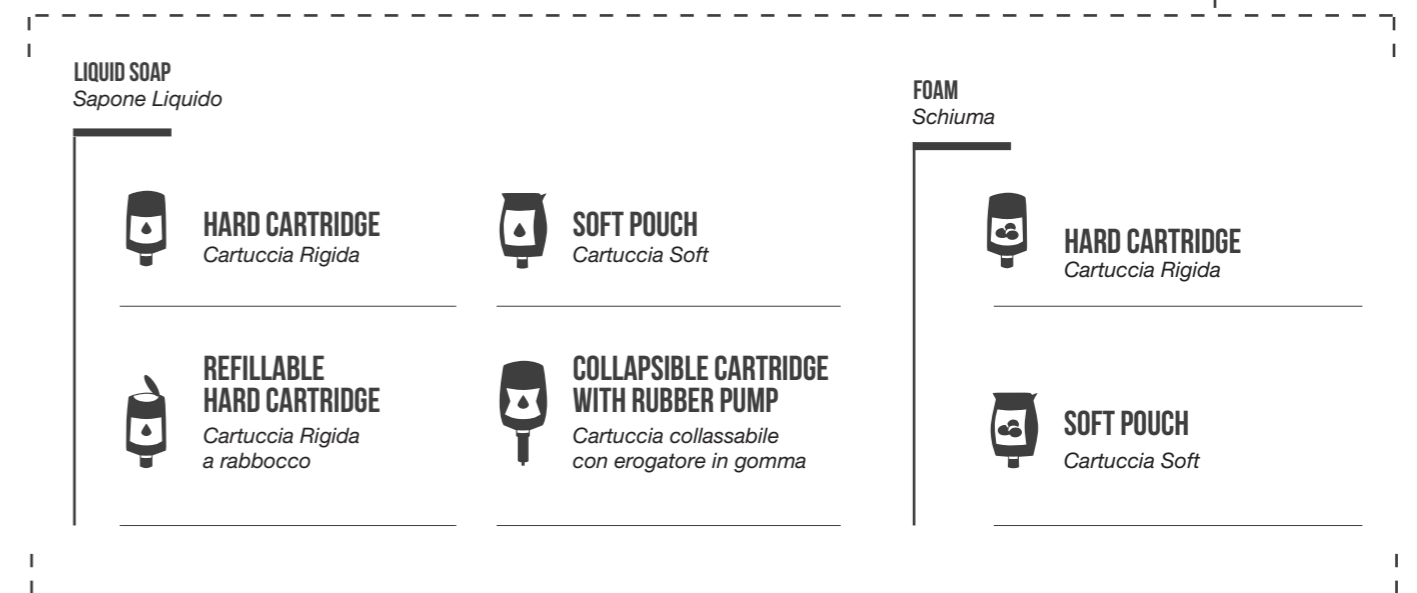 LIQUID SOAP
Sapone Liquido
HARD CARTRIDGE
Cartuccia Rigida
SOFT POUCH
Cartuccia Soft
REFILLABLE
HARD CARTRIDGE
Cartuccia Rigida
a rabbocco
COLLAPSIBLE CARTRIDGE
WITH RUBBER PUMP
Cartuccia collassabile
con erogatore in gomma
FOAM
Schiuma
HARD CARTRIDGE
Cartuccia Rigida
SOFT POUCH
Cartuccia Soft